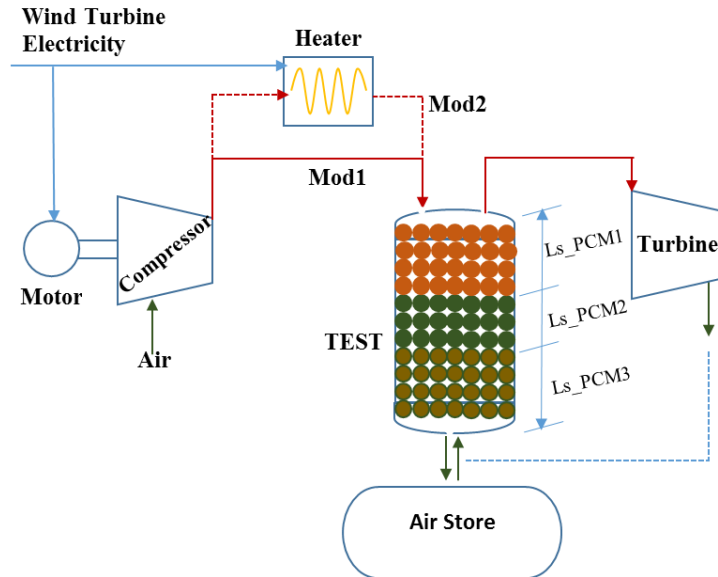 Wind Turbine
Electricity
Heater
Mod2
Mod1
Compressor
Motor
Air
TEST
Ls_PCM1
Ls_PCM2
Ls_PCM3
Turbine
Air Store